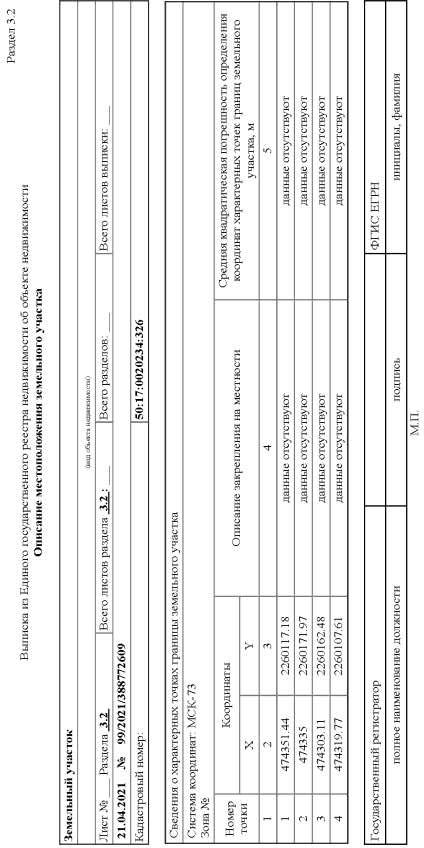 Раздел 3.2
Выписка из Единого государственного реестра недвижимости об объекте недвижимости
Описание местоположения земельного участка
Земельный участок
(вид объекта недвижимости)
Лист № ___ Раздела 3.2 Всего листов раздела 3.2 : ___ Всего разделов: ___ Всего листов выписки: ___
21.04.2021 № 99/2021/388772609
Кадастровый номер: 50:17:0020234:326
Сведения о характерных точках границы земельного участка
Система координат: МСК-73
Зона №
Номер точки Координаты Описание закрепления на местности Средняя квадратическая погрешность определения координат характерных точек границ земельного участка, м
X Y
1 2 3 4 5
1 474351.44 2260117.18 данные отсутствуют данные отсутствуют
2 474335 2260171.97 данные отсутствуют данные отсутствуют
3 474303.11 2260162.48 данные отсутствуют данные отсутствуют
4 474319.77 2260107.61 данные отсутствуют данные отсутствуют
Государственный регистратор ФГИС ЕГРН
полное наименование должности подпись инициалы, фамилия
М.П.